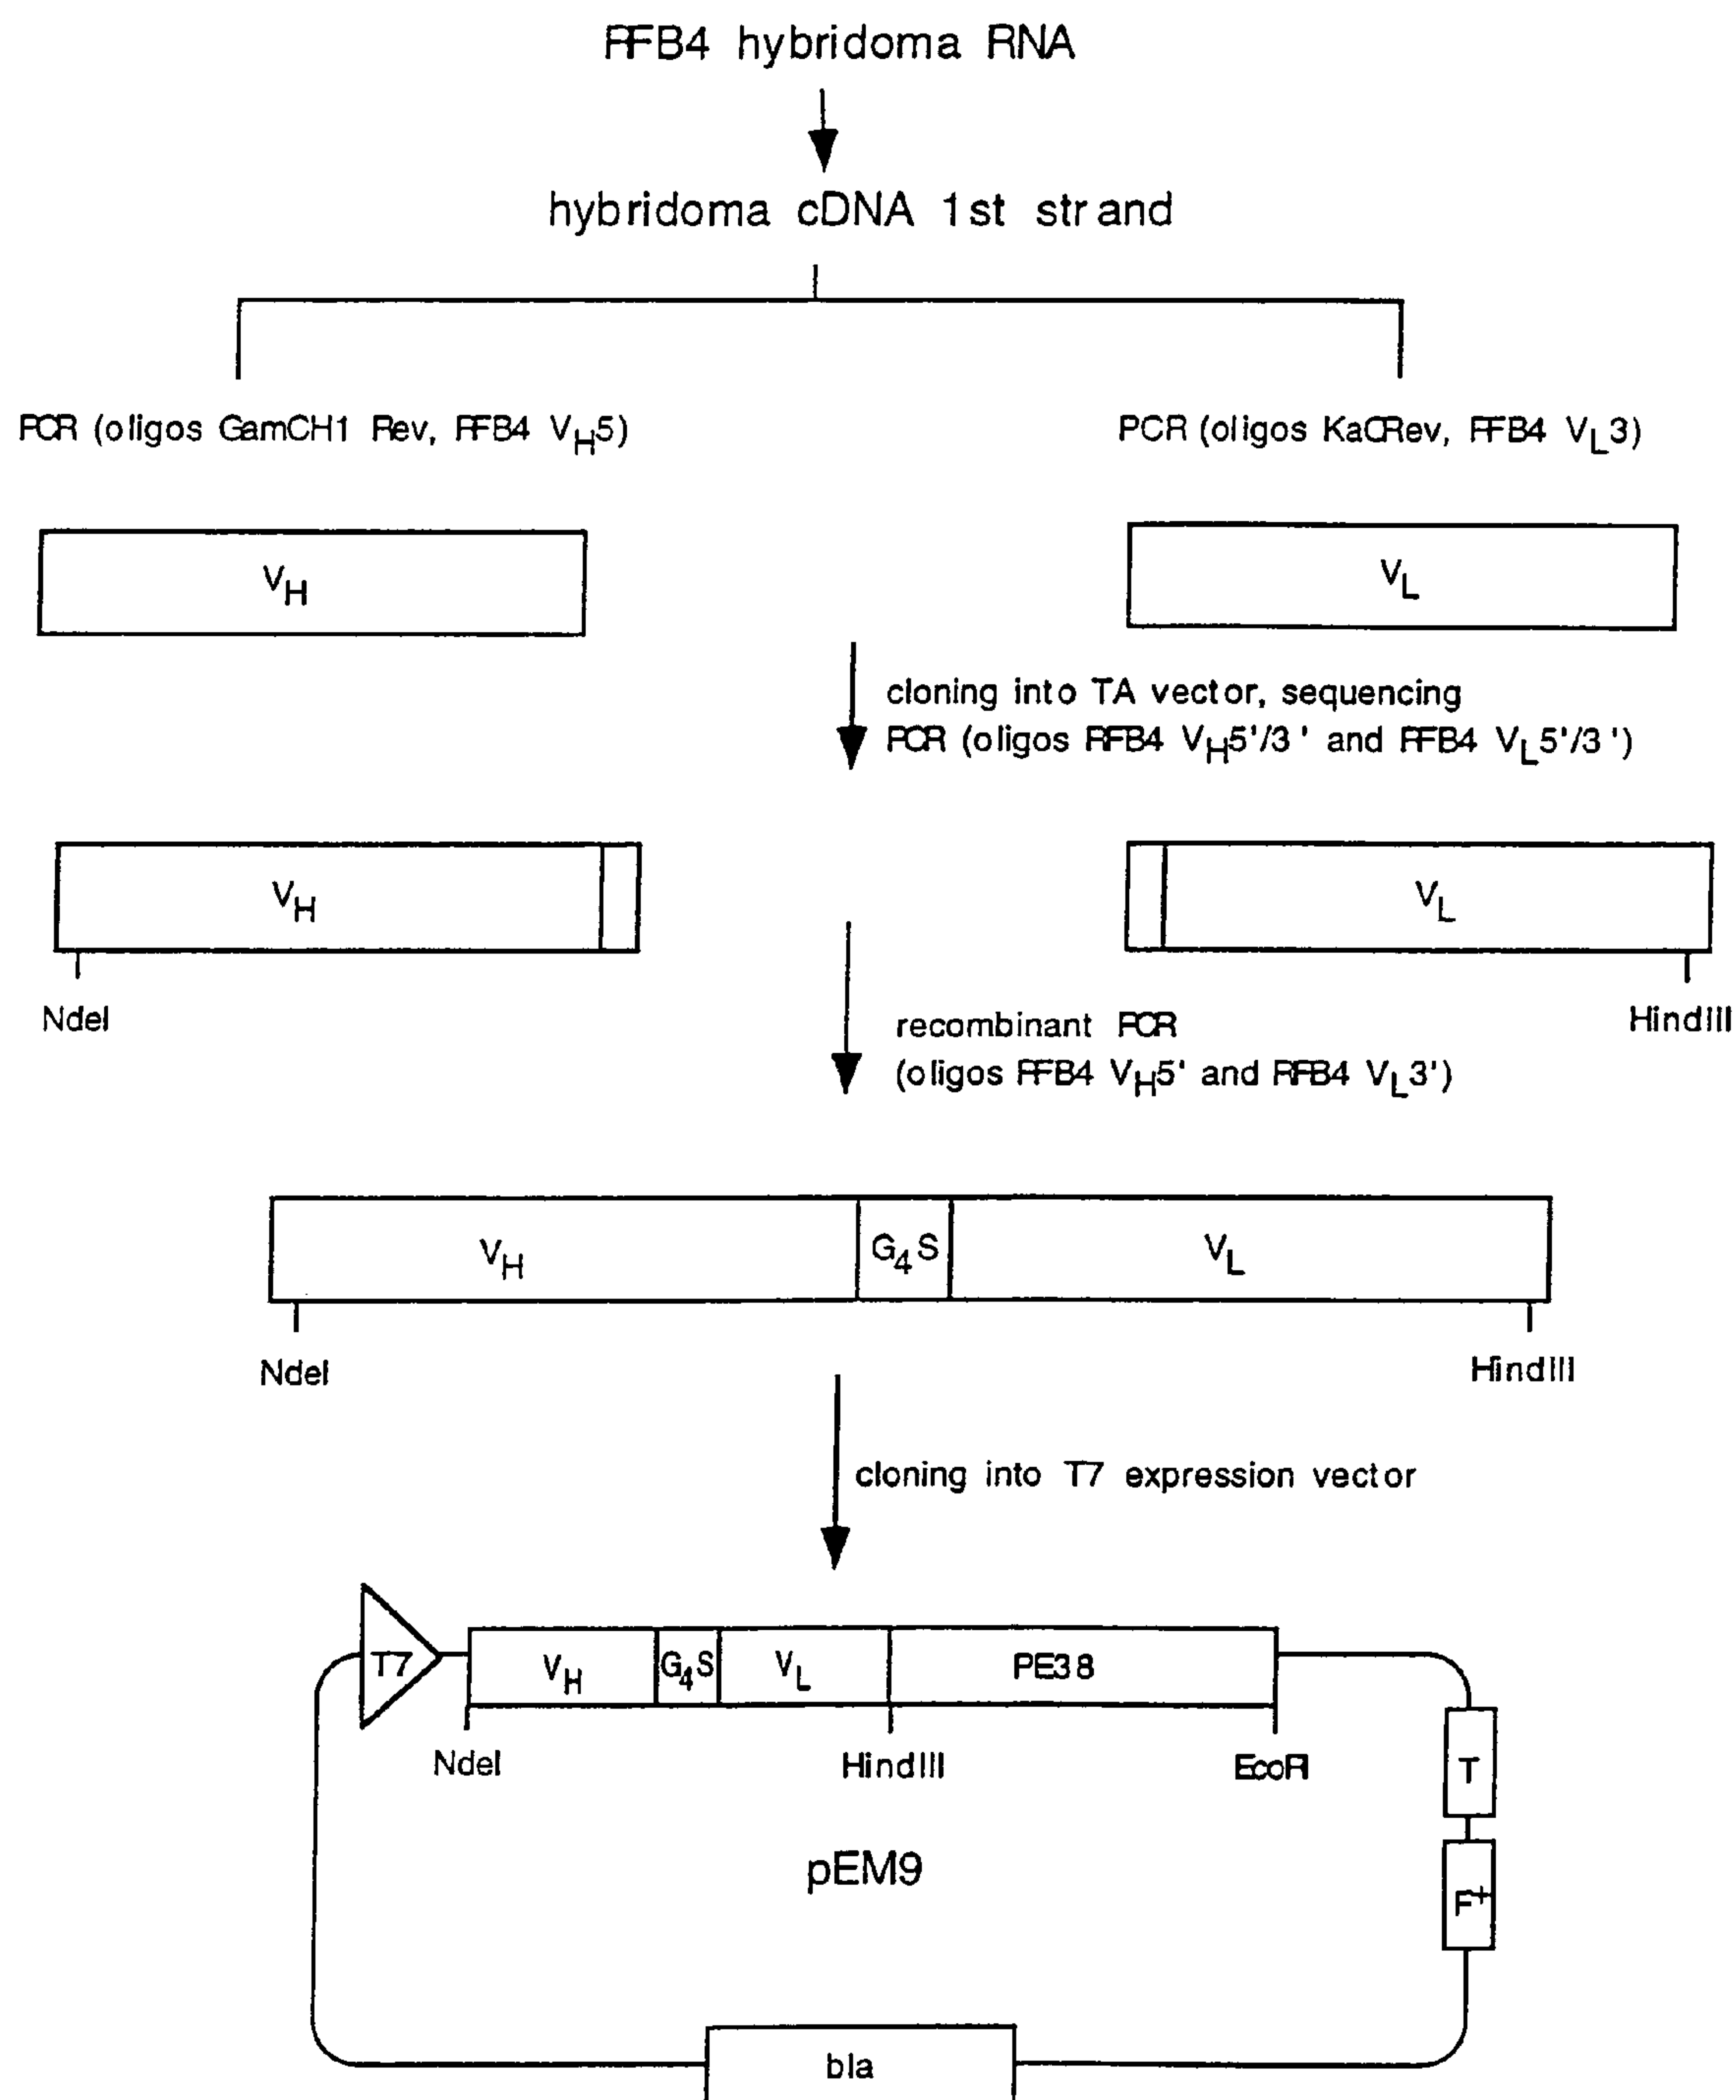 RFB4 hybridoma RNA
hybridoma cDNA 1st strand
PCR (oligos GamCH1 Rev, RFB4 VH5)
PCR (oligos KaCRev, RFB4 VL3)
VH
VL
cloning into TA vector, sequencing
PCR (oligos RFB4 VH5'/3' and RFB4 VL5'/3')
VH
VL
NdeI
HindIII
recombinant PCR
(oligos RFB4 VH5' and RFB4 VL3')
VH
G4S
VL
NdeI
HindIII
cloning into T7 expression vector
T7
VH
G4S
VL
PE38
NdeI
HindIII
EcoRI
T
pEM9
F+
bla